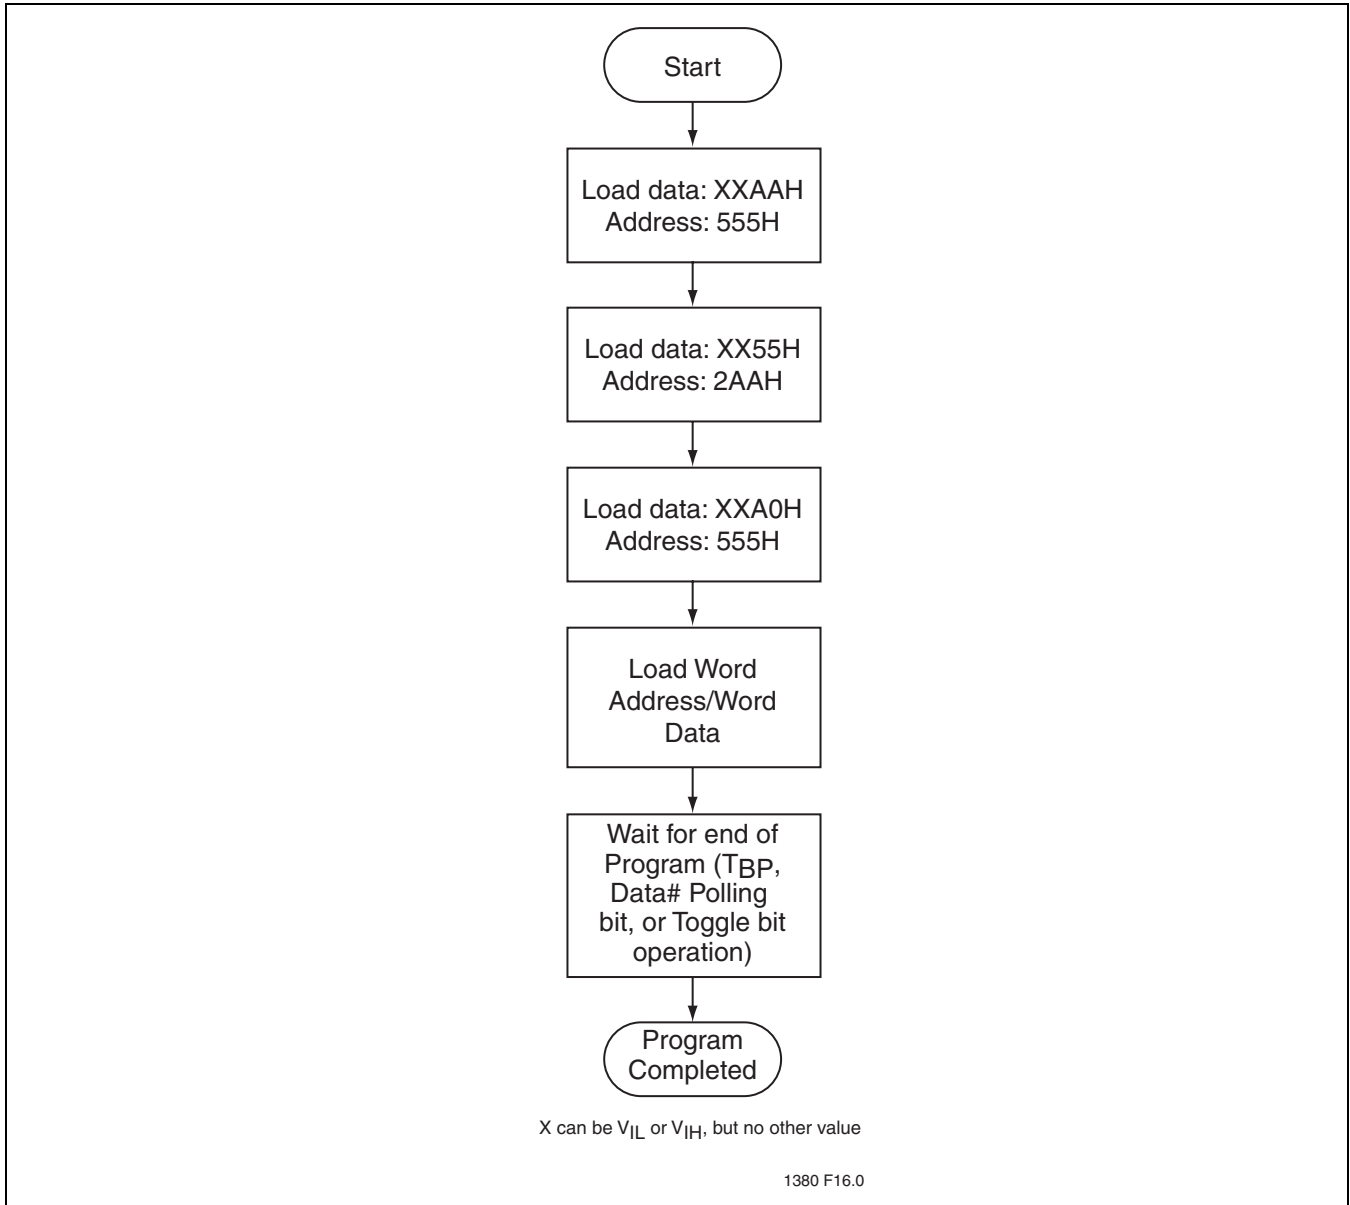 Start
Load data: XXAAH
Address: 555H
Load data: XX55H
Address: 2AAH
Load data: XXA0H
Address: 555H
Load Word
Address/Word
Data
Wait for end of
Program (TBP,
Data# Polling
bit, or Toggle bit
operation)
Program
Completed
X can be VIL or VIH, but no other value
1380 F16.0